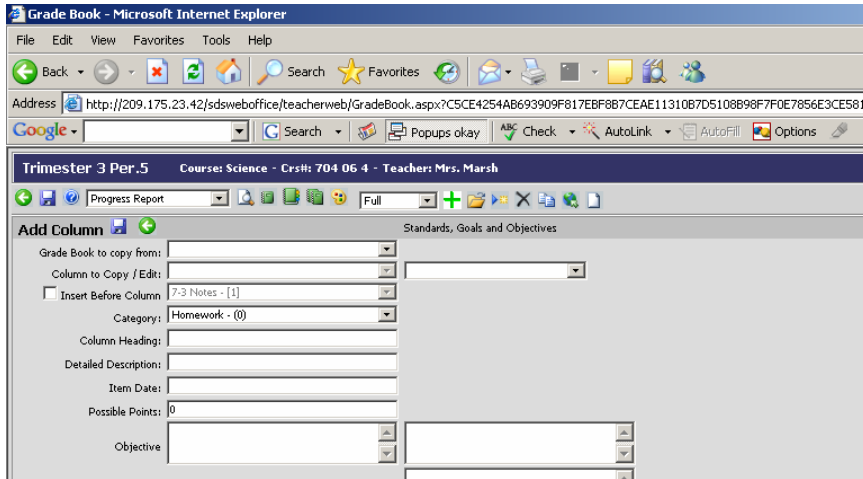 Grade Book - Microsoft Internet Explorer
File Edit View Favorites Tools Help
Back Search Favorites
Address http://209.175.23.42/sdsweboffice/teacherweb/GradeBook.aspx?C5CE4254AB693909F817EBF8B7CEAE11310B7D5108B98F7F0E7856E3CE581
Google Search Popups okay ABC Check AutoLink AutoFill Options
Trimester 3 Per.5 Course: Science - Crs#: 704 06 4 - Teacher: Mrs. Marsh
Progress Report Full
Add Column Standards, Goals and Objectives
Grade Book to copy from:
Column to Copy / Edit:
Insert Before Column 7-3 Notes - [1]
Category: Homework - (0)
Column Heading:
Detailed Description:
Item Date:
Possible Points: 0
Objective